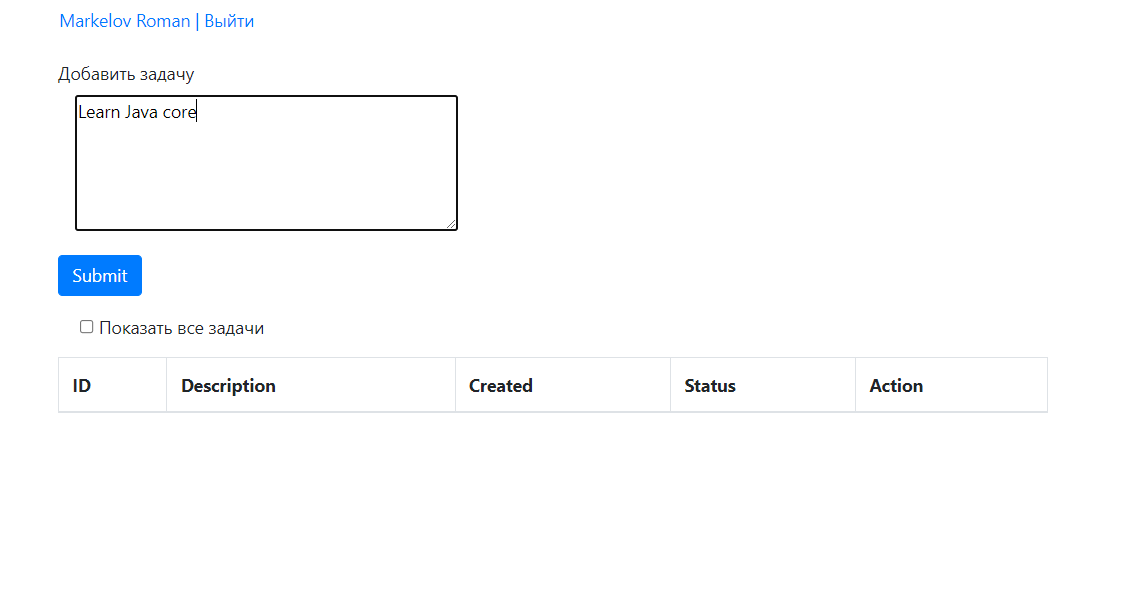 Markelov Roman | Выйти
Добавить задачу
Learn Java core
Submit
Показать все задачи
ID Description Created Status Action